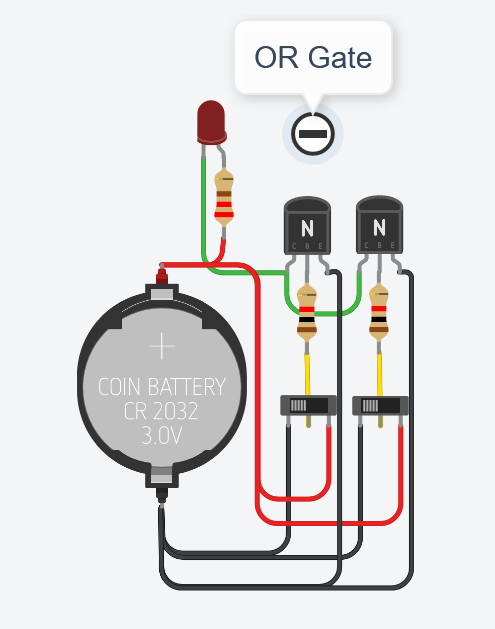 OR Gate
N
C B E
N
C B E
COIN BATTERY
CR 2032
3.0V